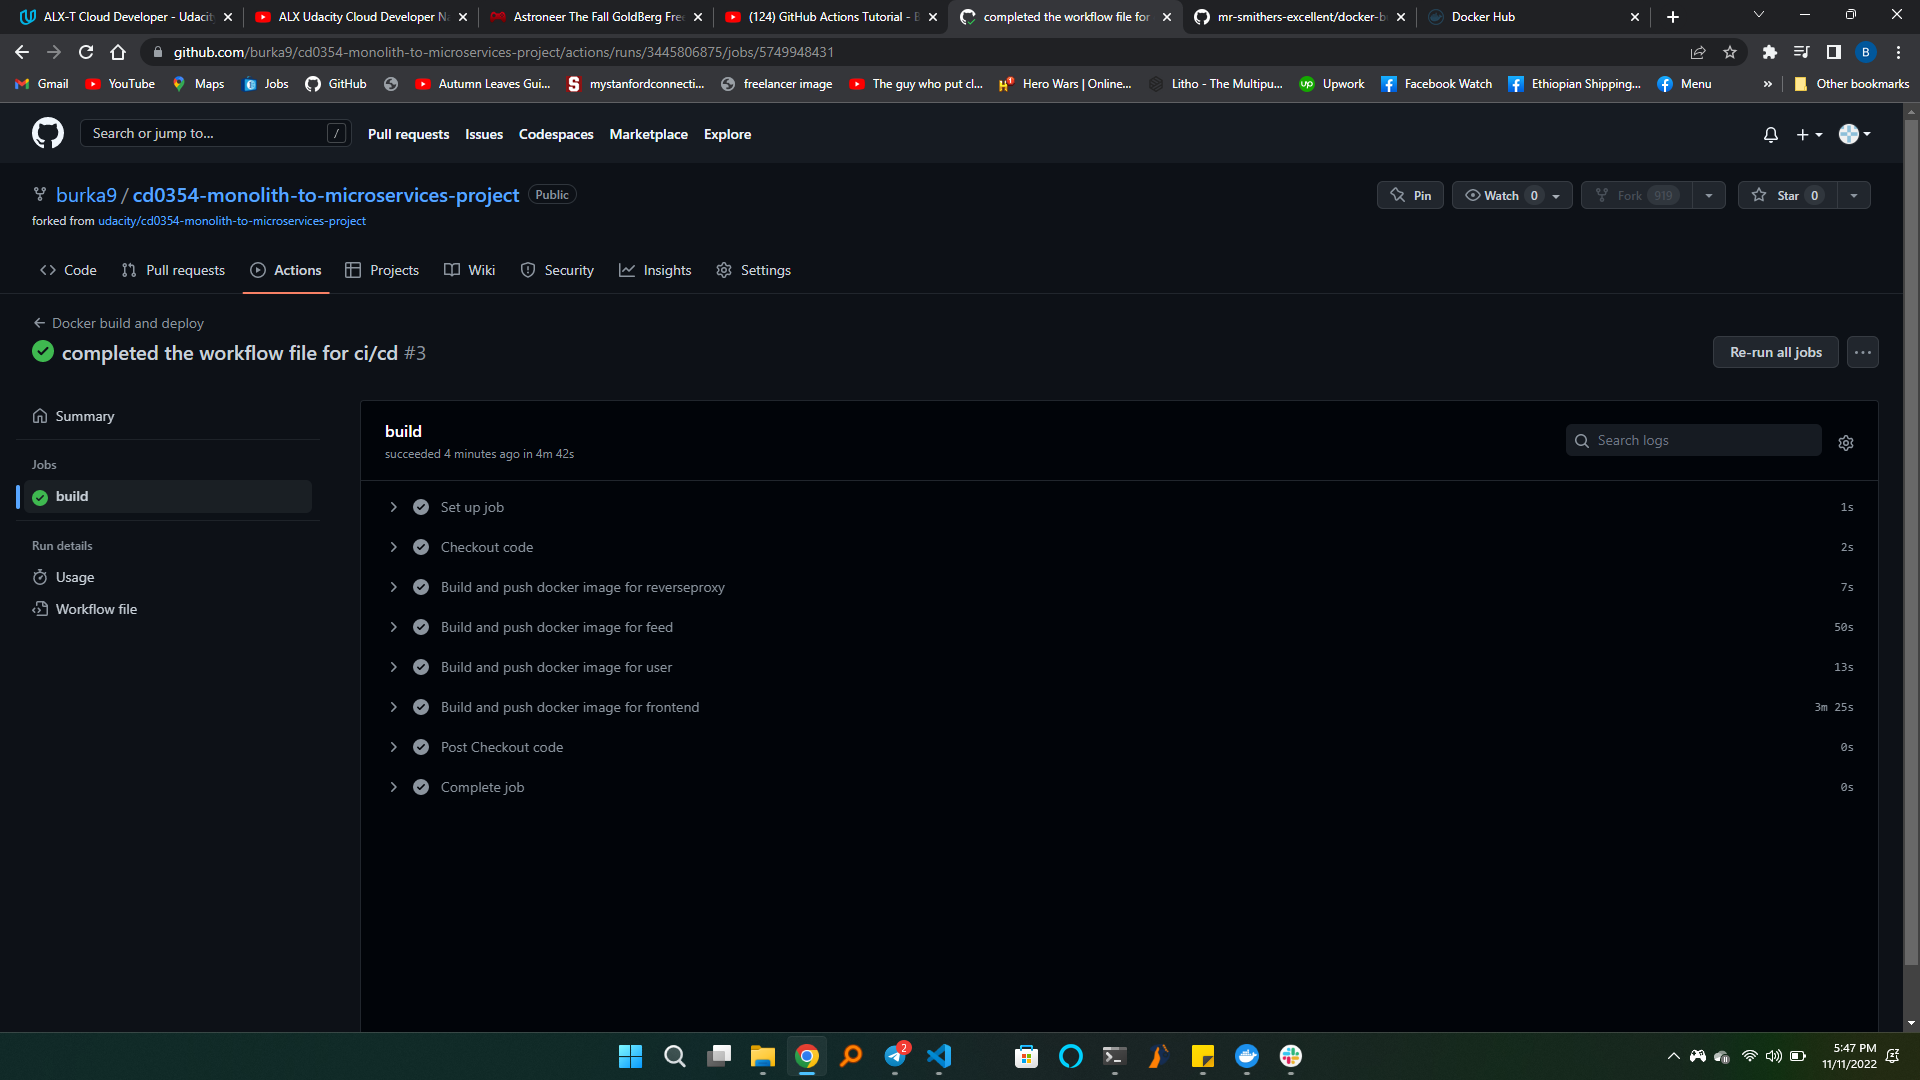 ALX-T Cloud Developer - Udaci
ALX Udacity Cloud Developer Na
Astroneer The Fall GoldBerg Fre
(124) GitHub Actions Tutorial - B
completed the workflow file for
mr-smithers-excellent/docker-bu
Docker Hub
github.com/burka9/cd0354-monolith-to-microservices-project/actions/runs/3445806875/jobs/5749948431
B
Gmail
YouTube
Maps
Jobs
GitHub
Autumn Leaves Gui...
mystanfordconnecti...
freelancer image
The guy who put cl...
Hero Wars | Online...
Litho - The Multipu...
Upwork
Facebook Watch
Ethiopian Shipping...
Menu
»
Other bookmarks
Search or jump to...
/
Pull requests
Issues
Codespaces
Marketplace
Explore
burka9 / cd0354-monolith-to-microservices-project
Public
forked from udacity/cd0354-monolith-to-microservices-project
Pin
Watch 0
Fork 919
Star 0
Code
Pull requests
Actions
Projects
Wiki
Security
Insights
Settings
← Docker build and deploy
completed the workflow file for ci/cd #3
Re-run all jobs
Summary
Jobs
build
Run details
Usage
Workflow file
build
succeeded 4 minutes ago in 4m 42s
Search logs
Set up job 1s
Checkout code 2s
Build and push docker image for reverseproxy 7s
Build and push docker image for feed 50s
Build and push docker image for user 13s
Build and push docker image for frontend 3m 25s
Post Checkout code 0s
Complete job 0s
2
5:47 PM
11/11/2022